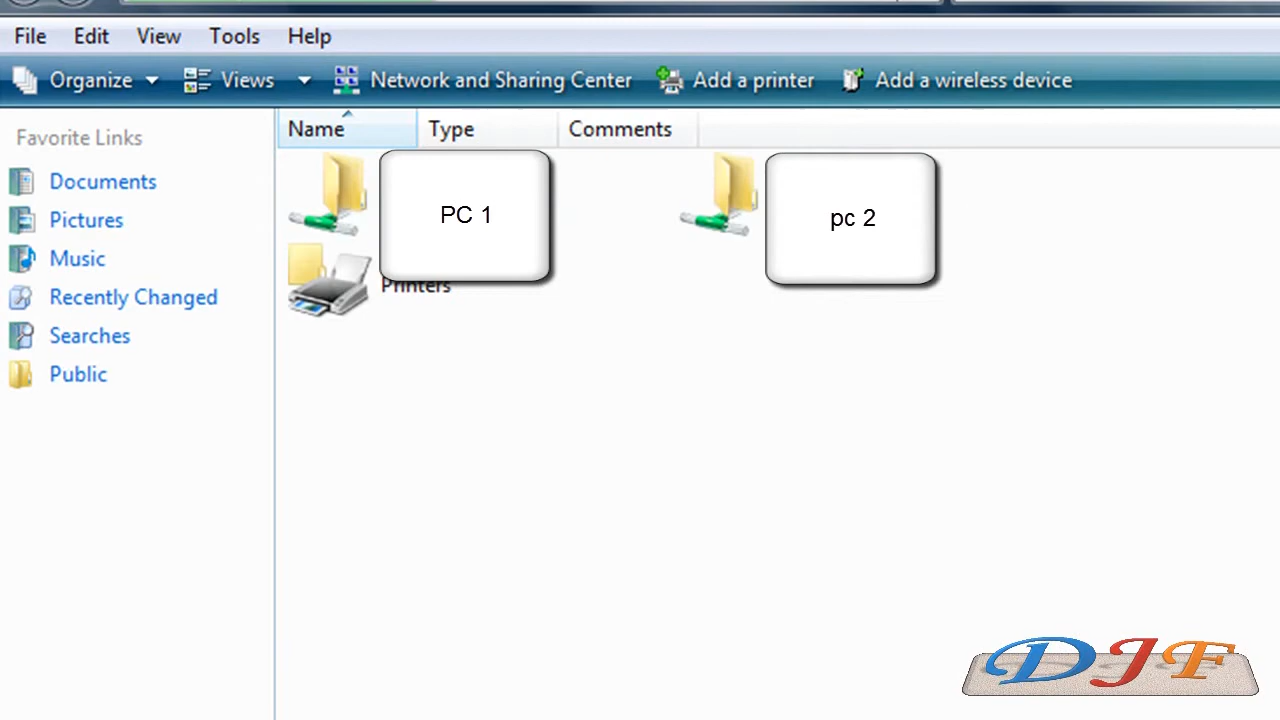 File Edit View Tools Help
Organize Views Network and Sharing Center Add a printer Add a wireless device
Favorite Links
Documents
Pictures
Music
Recently Changed
Searches
Public
Name Type Comments
PC 1 pc 2
Printers
DJF